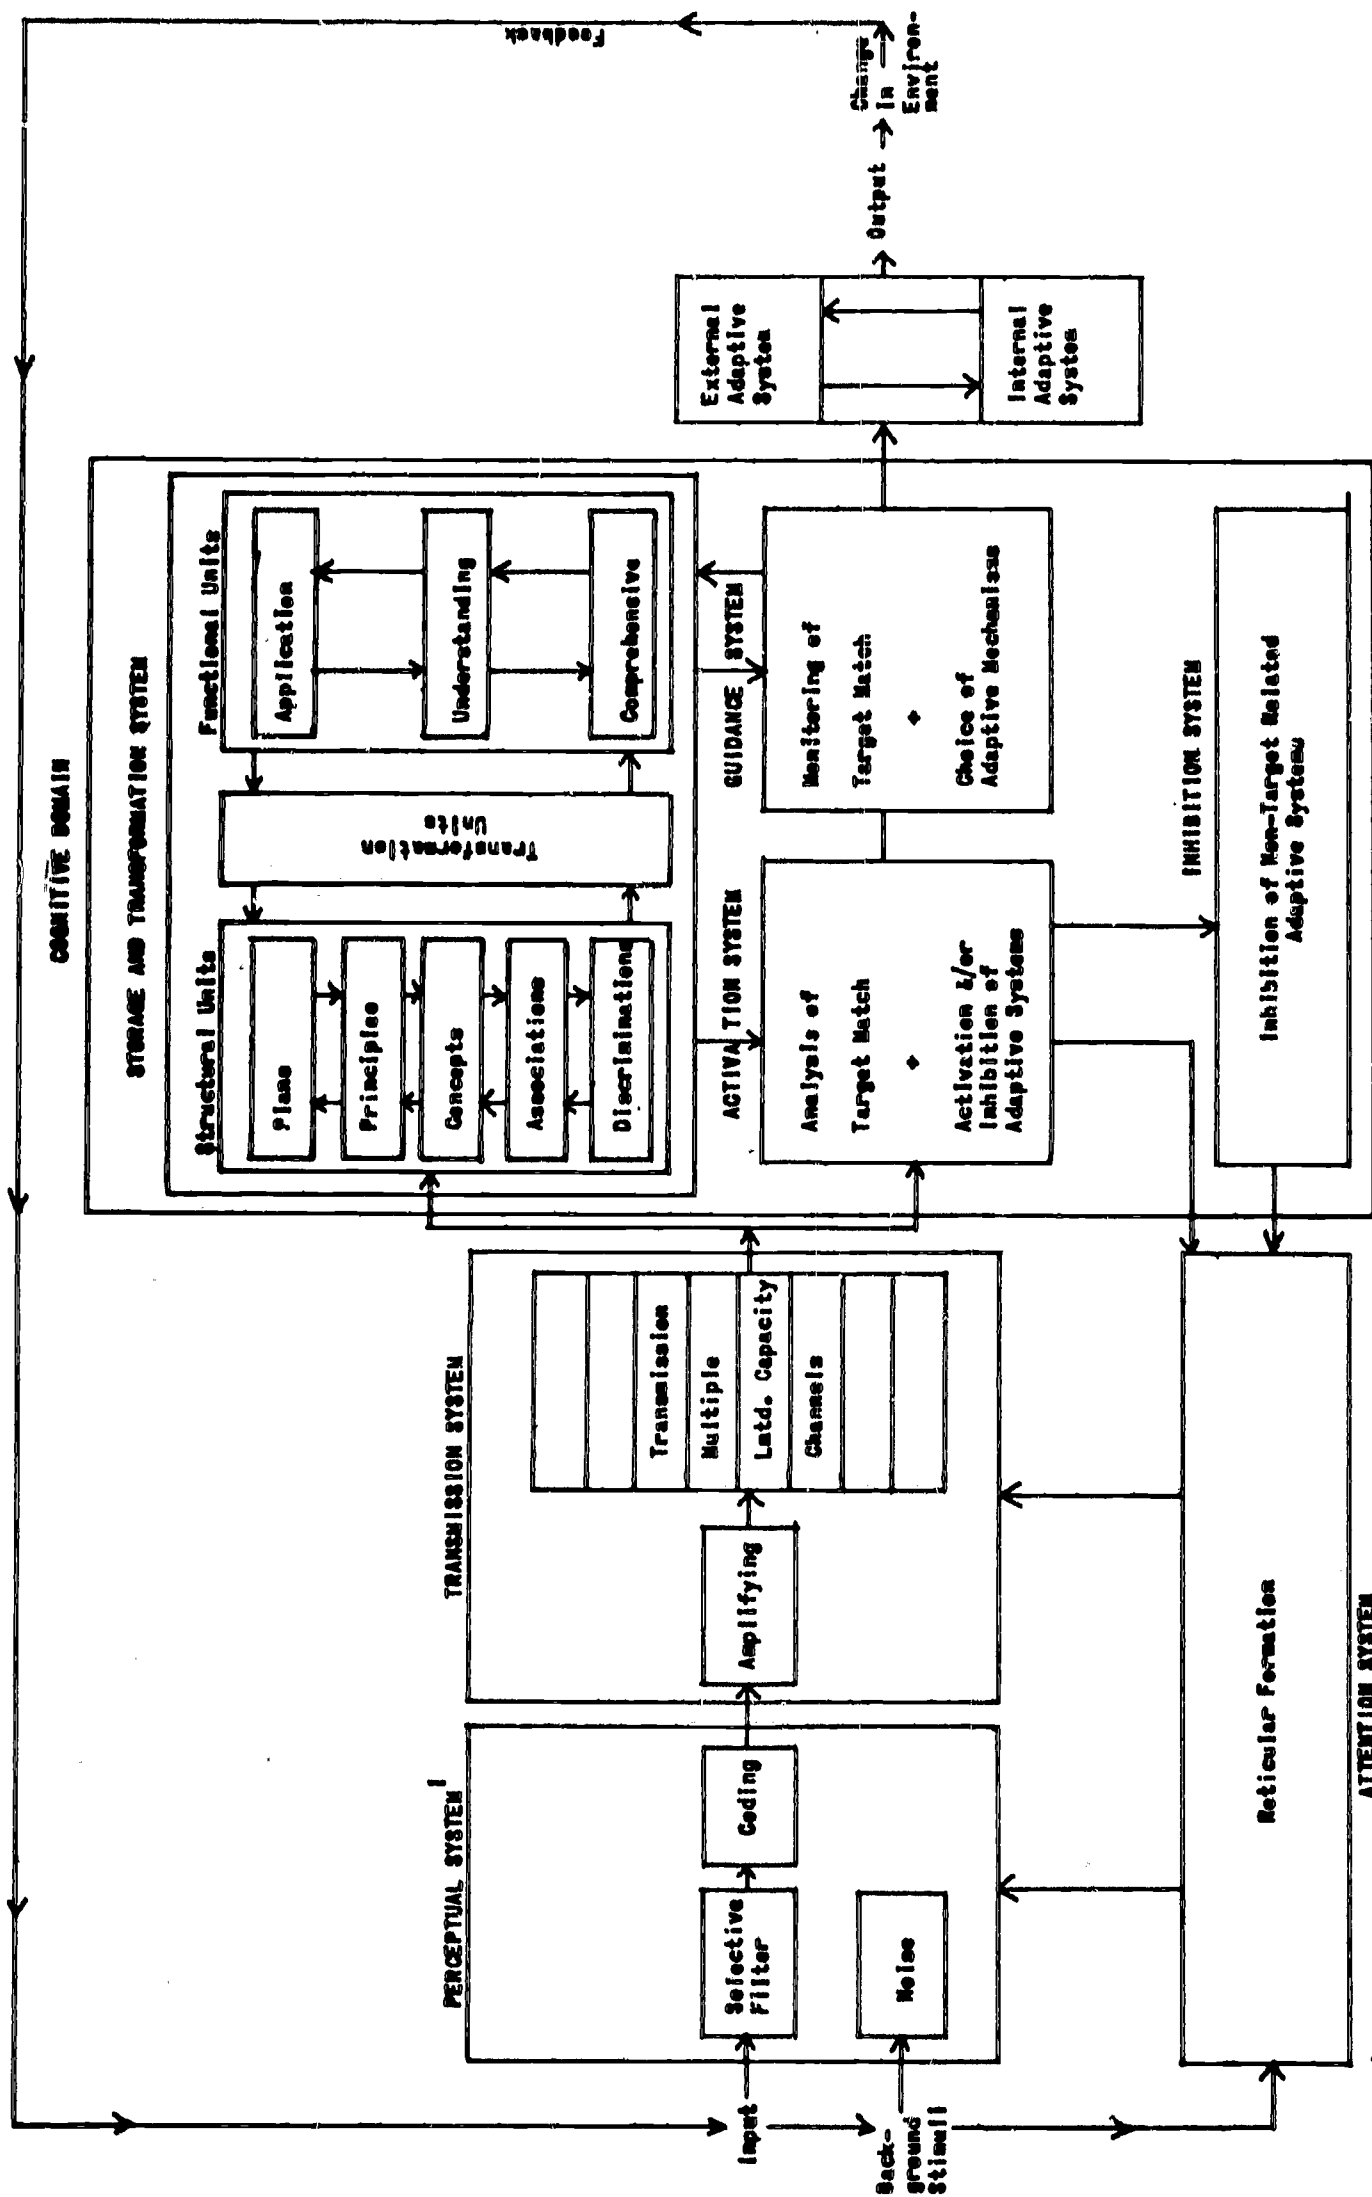 COGNITIVE DOMAIN
STORAGE AND TRANSFORMATION SYSTEM
Structural Units
Plans
Principles
Concepts
Associations
Discriminations
Transformation
Units
Functional Units
Application
Understanding
Comprehensive
PERCEPTUAL SYSTEM
Input
Selective
Filter
Coding
Back-
ground
Stimuli
Noise
TRANSMISSION SYSTEM
Amplifying
Transmission
Multiple
Lmtd. Capacity
Channels
ACTIVATION SYSTEM
Analysis of
Target Match
+
Activation &/or
Inhibition of
Adaptive Systems
GUIDANCE SYSTEM
Monitoring of
Target Match
+
Choice of
Adaptive Mechanism
External
Adaptive
System
Internal
Adaptive
System
Output
Change
In
Environ-
ment
Feedback
INHIBITION SYSTEM
Inhibition of Non-Target Related
Adaptive Systems
Reticular Formation
ATTENTION SYSTEM